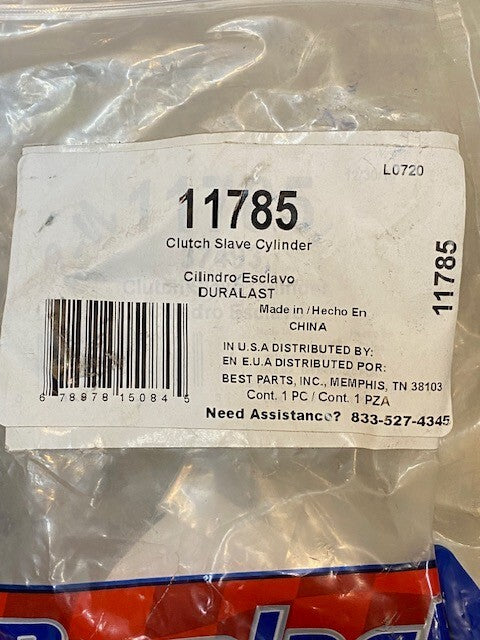 L0720
11785
Clutch Slave Cylinder
Cilindro Esclavo
DURALAST
Made in / Hecho En
CHINA
11785
IN U.S.A DISTRIBUTED BY:
EN E.U.A DISTRIBUIDO POR:
BEST PARTS, INC., MEMPHIS, TN 38103
Cont. 1 PC / Cont. 1 PZA
6 78978 15084 5
Need Assistance? 833-527-4345